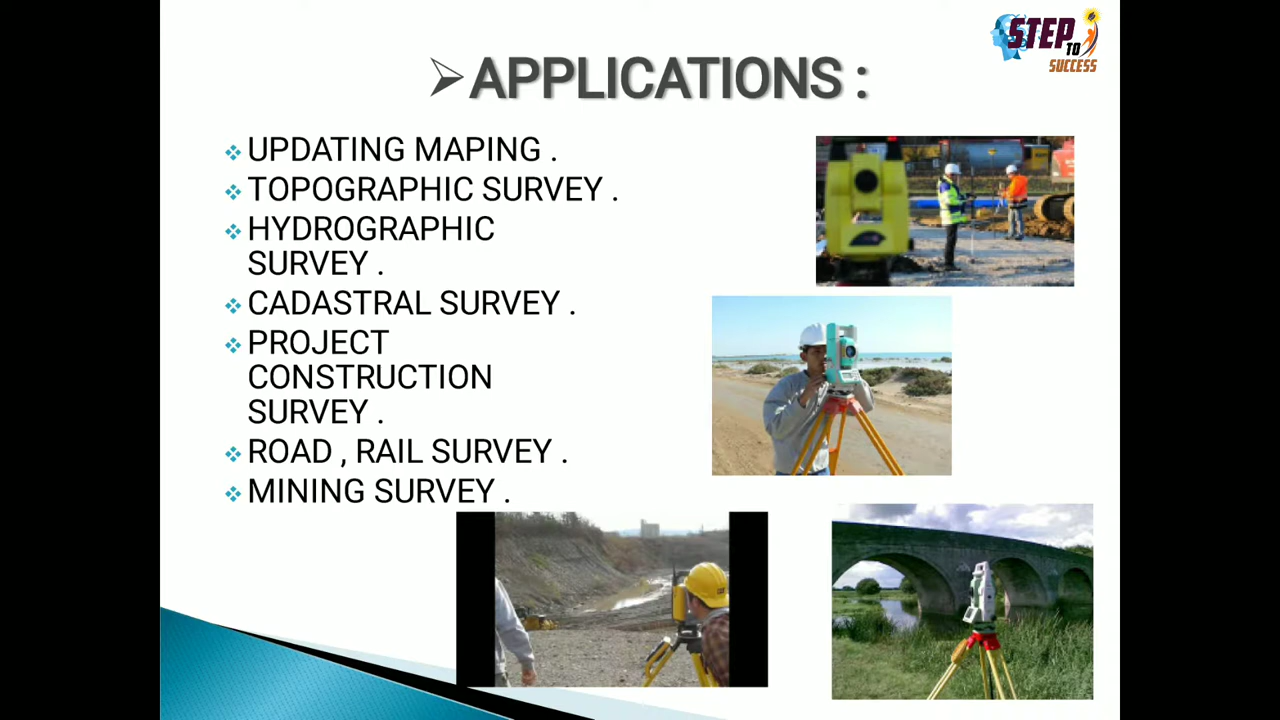 STEP
TO
SUCCESS
➢APPLICATIONS :
❖ UPDATING MAPING .
❖ TOPOGRAPHIC SURVEY .
❖ HYDROGRAPHIC
SURVEY .
❖ CADASTRAL SURVEY .
❖ PROJECT
CONSTRUCTION
SURVEY .
❖ ROAD , RAIL SURVEY .
❖ MINING SURVEY .